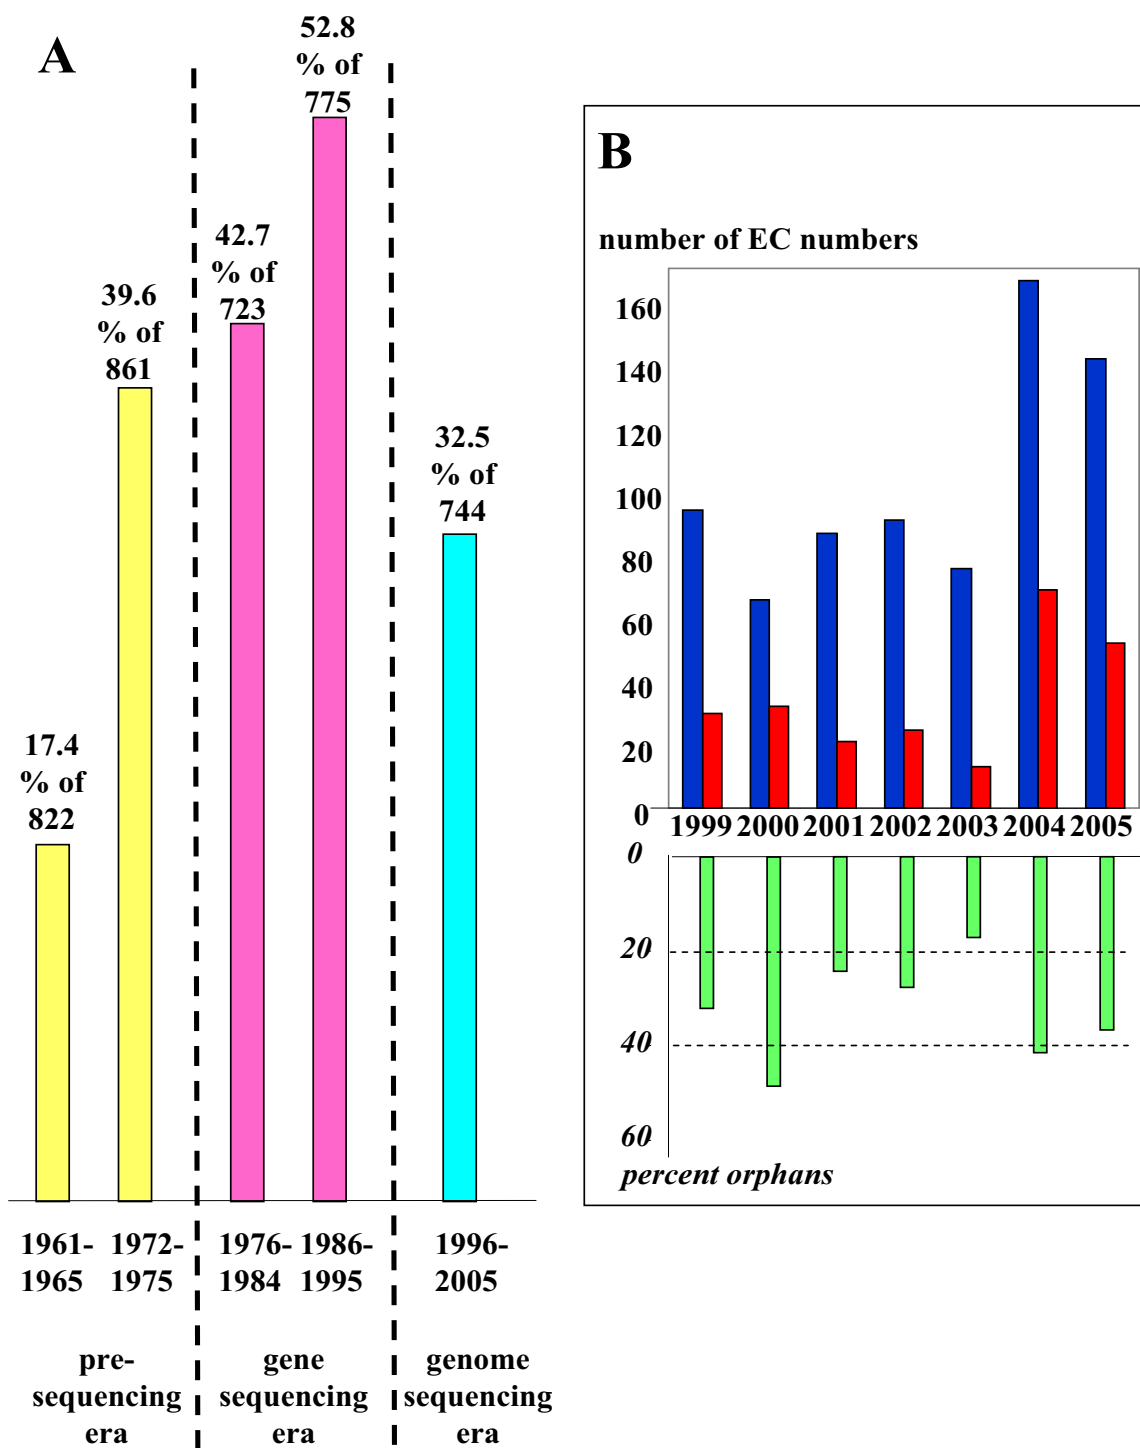 A
52.8
% of
775
42.7
% of
723
39.6
% of
861
32.5
% of
744
17.4
% of
822
1961- 1972- 1976- 1986- 1996-
1965 1975 1984 1995 2005
pre- gene genome
sequencing sequencing sequencing
era era era
B
number of EC numbers
160
140
120
100
80
60
40
20
0
1999 2000 2001 2002 2003 2004 2005
0
20
40
60
percent orphans